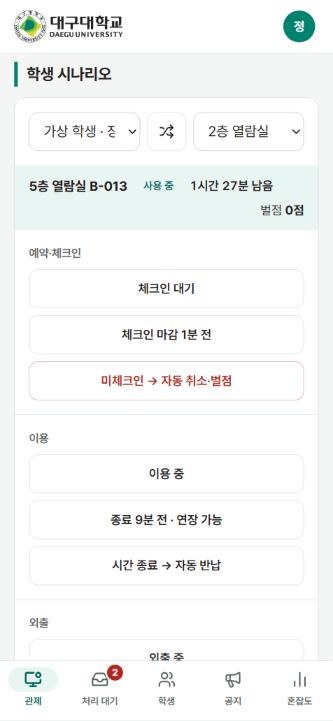 대구대학교
DAEGU UNIVERSITY
정
학생 시나리오
가상 학생 · 정
2층 열람실
5층 열람실 B-013 사용 중 1시간 27분 남음
벌점 0점
예약·체크인
체크인 대기
체크인 마감 1분 전
미체크인 → 자동 취소·벌점
이용
이용 중
종료 9분 전 · 연장 가능
시간 종료 → 자동 반납
외출
외출 중
2
관제 처리 대기 학생 공지 혼잡도